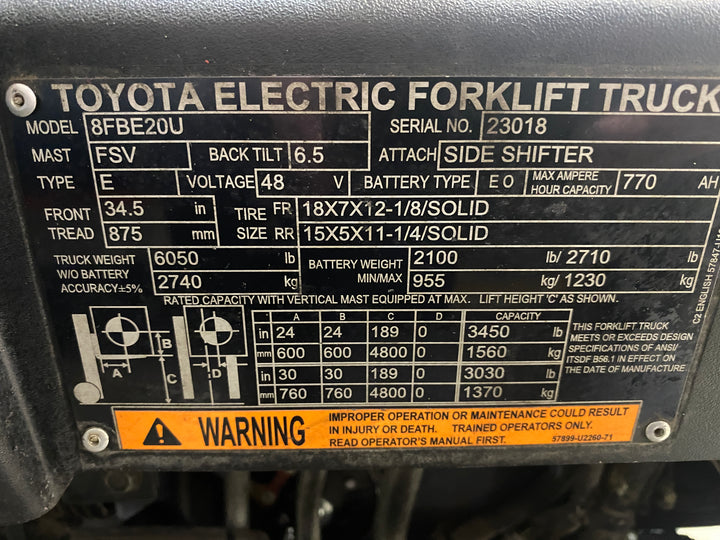 TOYOTA ELECTRIC FORKLIFT TRUCK
MODEL 8FBE20U SERIAL NO. 23018
MAST FSV BACK TILT 6.5 ATTACH SIDE SHIFTER
TYPE E VOLTAGE 48 V BATTERY TYPE E O MAX AMPERE HOUR CAPACITY 770 AH
FRONT 34.5 in TIRE FR 18X7X12-1/8/SOLID
TREAD 875 mm SIZE RR 15X5X11-1/4/SOLID
TRUCK WEIGHT 6050 lb BATTERY WEIGHT 2100 lb/ 2710 lb
W/O BATTERY 2740 kg MIN/MAX 955 kg/ 1230 kg
ACCURACY±5%
RATED CAPACITY WITH VERTICAL MAST EQUIPPED AT MAX. LIFT HEIGHT 'C' AS SHOWN.
A B C D CAPACITY
in 24 24 189 0 3450 lb
mm 600 600 4800 0 1560 kg
in 30 30 189 0 3030 lb
mm 760 760 4800 0 1370 kg
A B C D
THIS FORKLIFT TRUCK
MEETS OR EXCEEDS DESIGN
SPECIFICATIONS OF ANSI/
ITSDF B56.1 IN EFFECT ON
THE DATE OF MANUFACTURE.
WARNING
IMPROPER OPERATION OR MAINTENANCE COULD RESULT
IN INJURY OR DEATH. TRAINED OPERATORS ONLY.
READ OPERATOR'S MANUAL FIRST. 57899-U2260-71
C2 ENGLISH